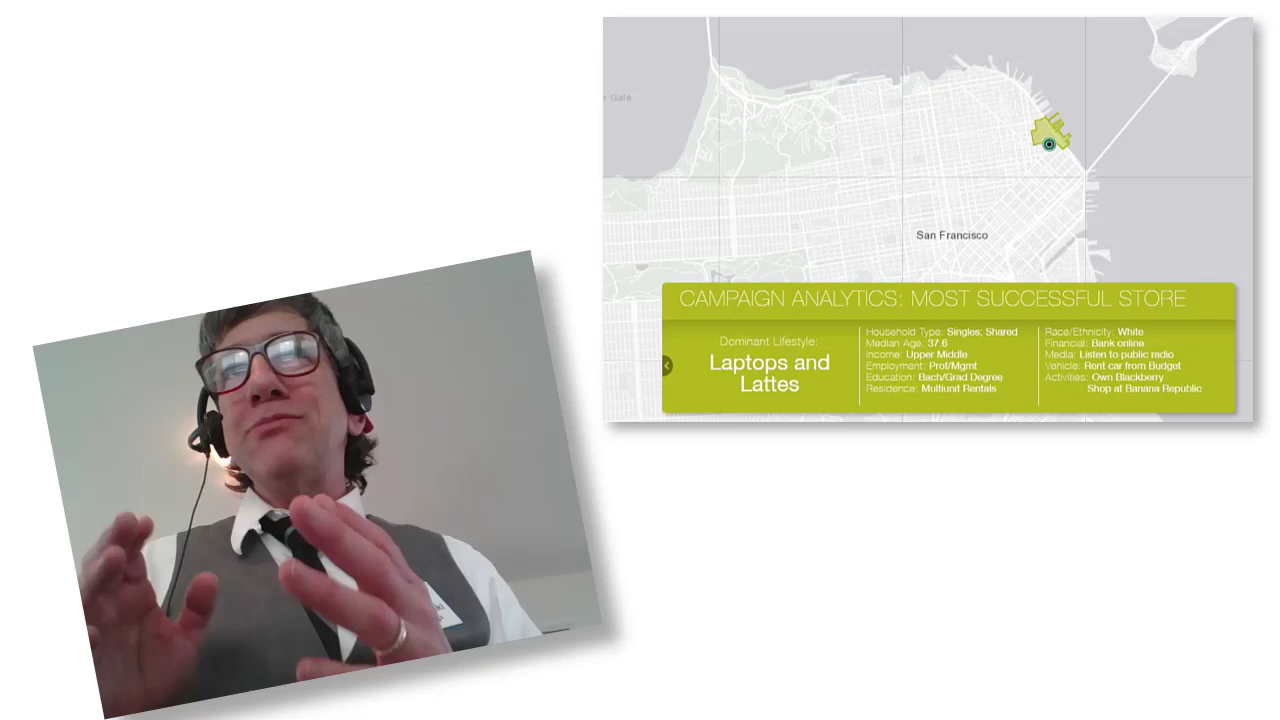 n Gate
San Francisco
CAMPAIGN ANALYTICS: MOST SUCCESSFUL STORE
Dominant Lifestyle:
Laptops and
Lattes
Household Type: Singles; Shared
Median Age: 37.6
Income: Upper Middle
Employment: Prof/Mgmt
Education: Bach/Grad Degree
Residence: Multiunit Rentals
Race/Ethnicity: White
Financial: Bank online
Media: Listen to public radio
Vehicle: Rent car from Budget
Activities: Own Blackberry
Shop at Banana Republic